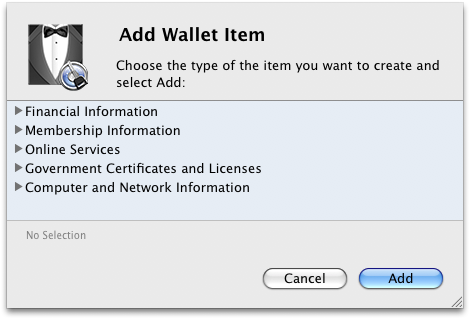 Add Wallet Item
Choose the type of the item you want to create and
select Add:
Financial Information
Membership Information
Online Services
Government Certificates and Licenses
Computer and Network Information
No Selection
Cancel
Add